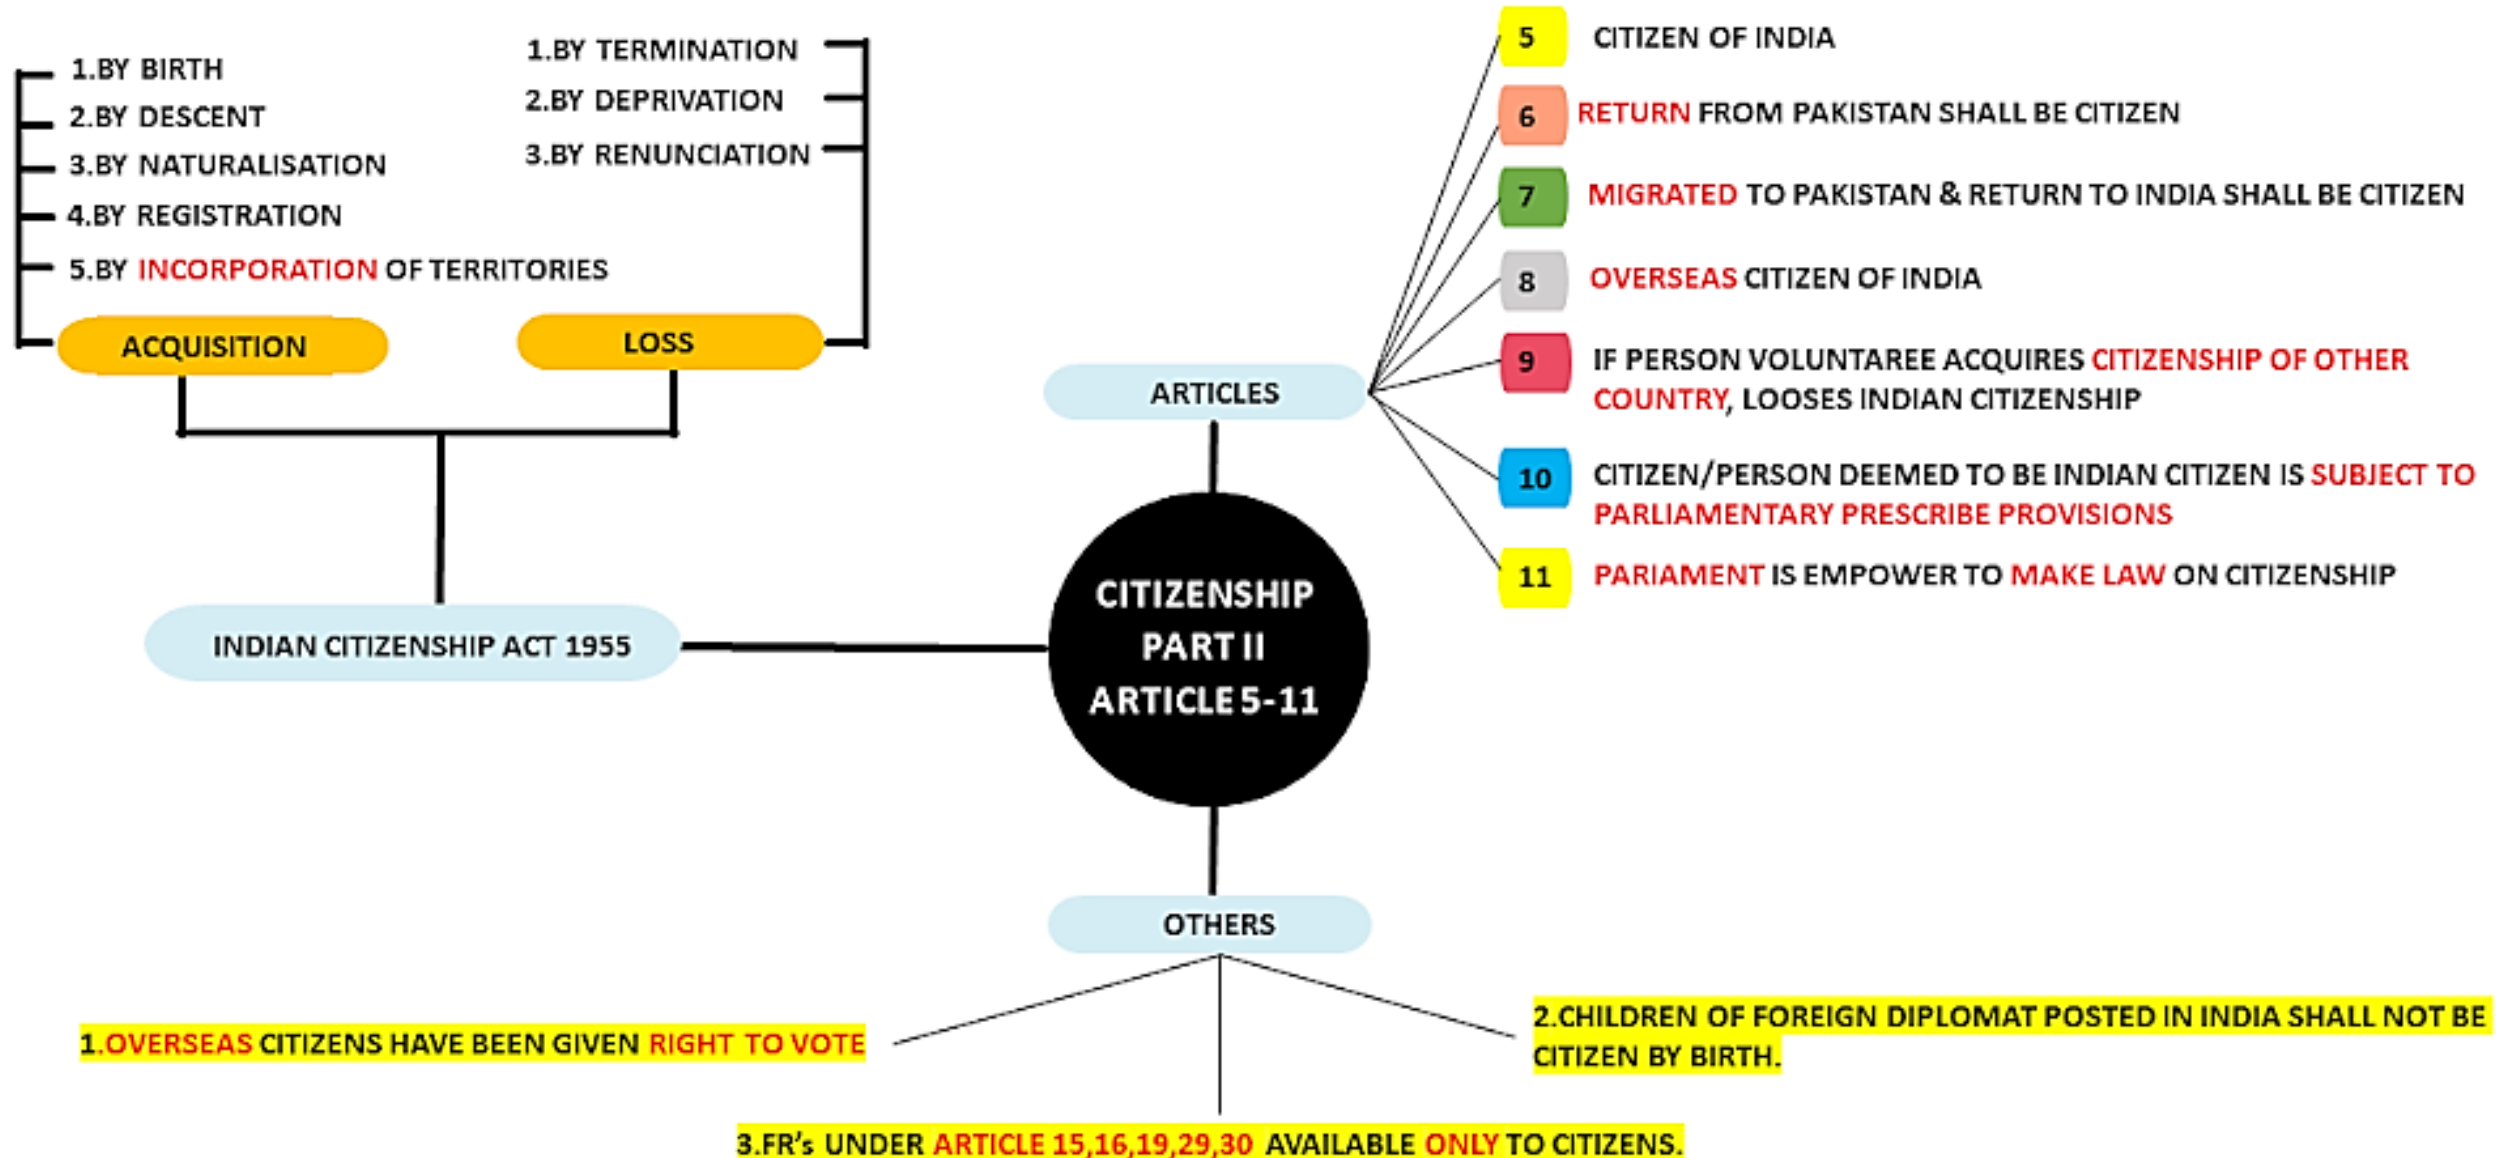 1.BY BIRTH
2.BY DESCENT
3.BY NATURALISATION
4.BY REGISTRATION
5.BY INCORPORATION OF TERRITORIES
ACQUISITION
1.BY TERMINATION
2.BY DEPRIVATION
3.BY RENUNCIATION
LOSS
INDIAN CITIZENSHIP ACT 1955
ARTICLES
5 CITIZEN OF INDIA
6 RETURN FROM PAKISTAN SHALL BE CITIZEN
7 MIGRATED TO PAKISTAN & RETURN TO INDIA SHALL BE CITIZEN
8 OVERSEAS CITIZEN OF INDIA
9 IF PERSON VOLUNTAREE ACQUIRES CITIZENSHIP OF OTHER
COUNTRY, LOOSES INDIAN CITIZENSHIP
10 CITIZEN/PERSON DEEMED TO BE INDIAN CITIZEN IS SUBJECT TO
PARLIAMENTARY PRESCRIBE PROVISIONS
11 PARIAMENT IS EMPOWER TO MAKE LAW ON CITIZENSHIP
CITIZENSHIP
PART II
ARTICLE 5-11
OTHERS
1.OVERSEAS CITIZENS HAVE BEEN GIVEN RIGHT TO VOTE
2.CHILDREN OF FOREIGN DIPLOMAT POSTED IN INDIA SHALL NOT BE
CITIZEN BY BIRTH.
3.FR's UNDER ARTICLE 15,16,19,29,30 AVAILABLE ONLY TO CITIZENS.